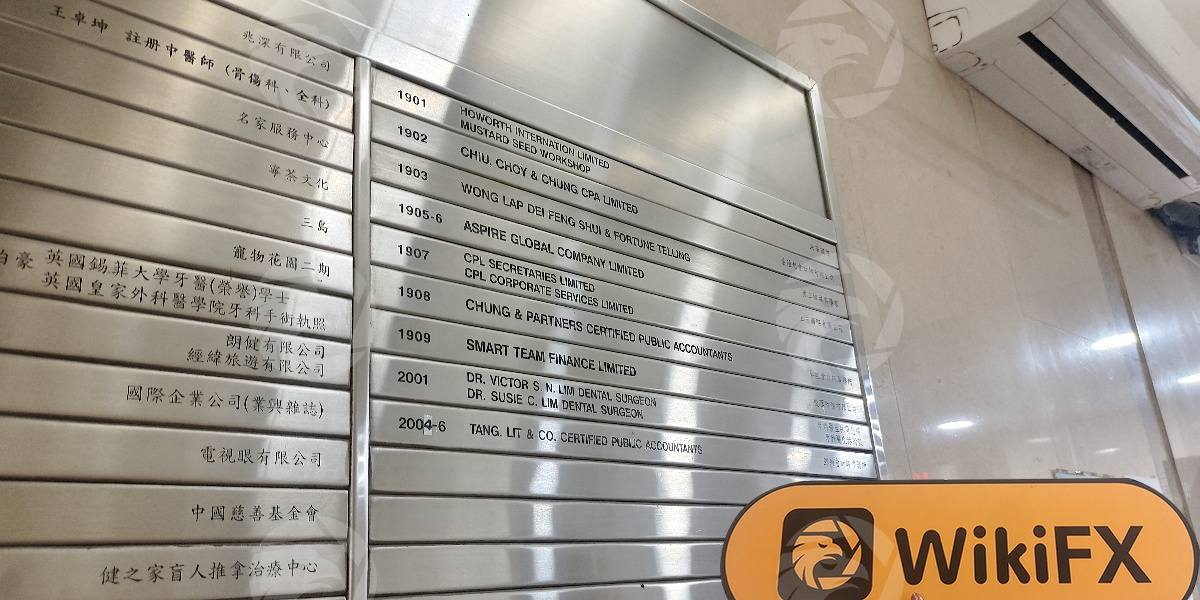 兆深有限公司
王卓坤 註册中醫師 (骨傷科、全科)
名家服務中心
寧茶文化
三島
寵物花園二期
伯豪 英國錫菲大學牙醫(榮譽)學士
英國皇家外科醫學院牙科手術執照
朗健有限公司
經緯旅遊有限公司
國際企業公司(業興雜誌)
電視眼有限公司
中國慈善基金會
健之家盲人推拿治療中心
1901 HOWORTH INTERNATION LIMITED
MUSTARD SEED WORKSHOP
1902 CHIU, CHOY & CHUNG CPA LIMITED
1903 WONG LAP DEI FENG SHUI & FORTUNE TELLUNG
1905-6 ASPIRE GLOBAL COMPANY LIMITED
1907 CPL SECRETARIES LIMITED
CPL CORPORATE SERVICES LIMITED
1908 CHUNG & PARTNERS CERTIFIED PUBLIC ACCOUNTANTS
1909 SMART TEAM FINANCE LIMITED
2001 DR. VICTOR S. N. LIM DENTAL SURGEON
DR. SUSIE C. LIM DENTAL SURGEON
2004-6 TANG. LIT & CO. CERTIFIED PUBLIC ACCOUNTANTS
WikiFX